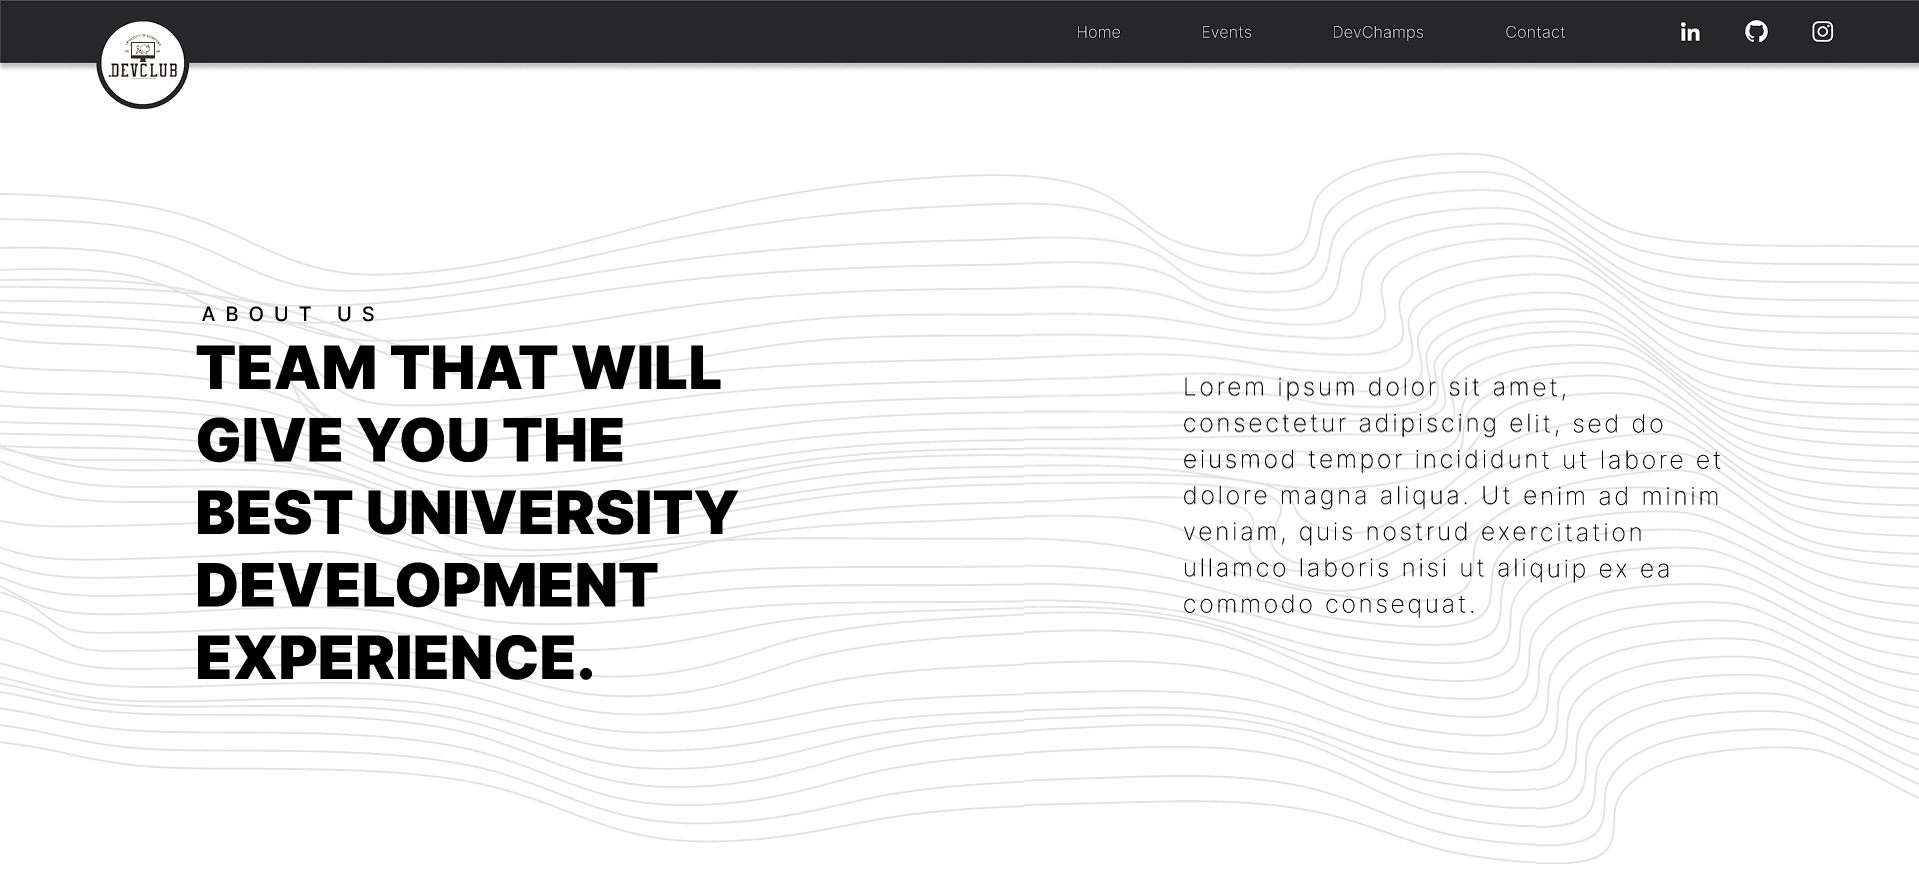 Home Events DevChamps Contact
.DEVCLUB
ABOUT US
TEAM THAT WILL
GIVE YOU THE
BEST UNIVERSITY
DEVELOPMENT
EXPERIENCE.
Lorem ipsum dolor sit amet,
consectetur adipiscing elit, sed do
eiusmod tempor incididunt ut labore et
dolore magna aliqua. Ut enim ad minim
veniam, quis nostrud exercitation
ullamco laboris nisi ut aliquip ex ea
commodo consequat.